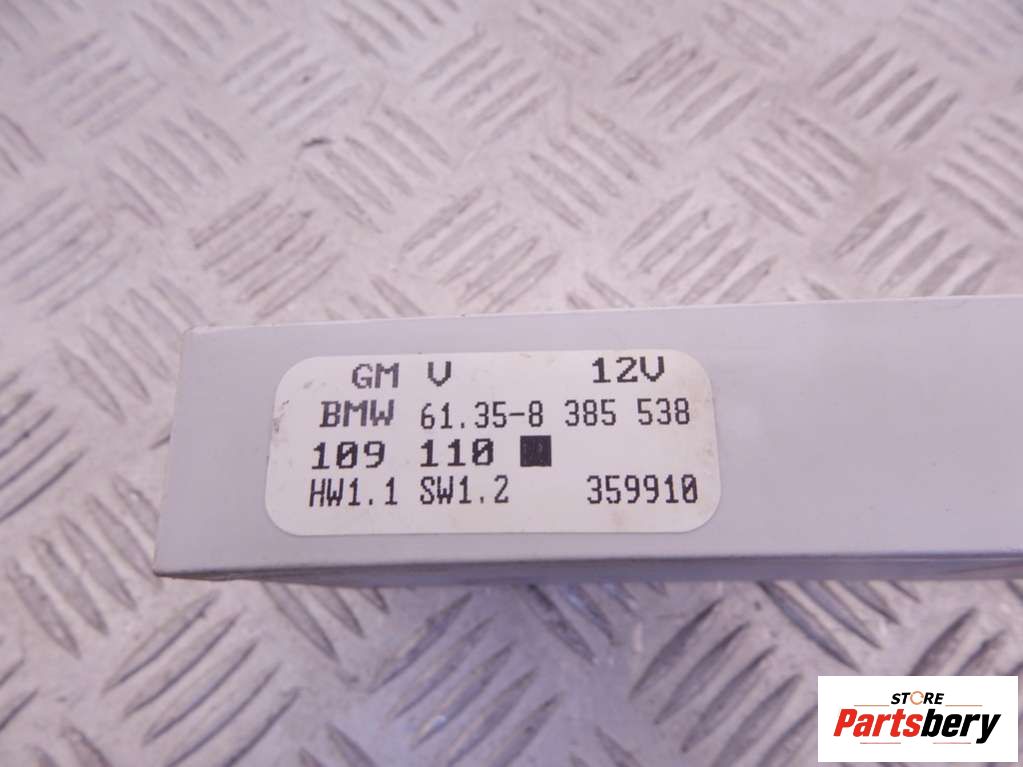 GM V 12V
BMW 61.35-8 385 538
109 110
HW1.1 SW1.2 359910
STORE
Partsbery